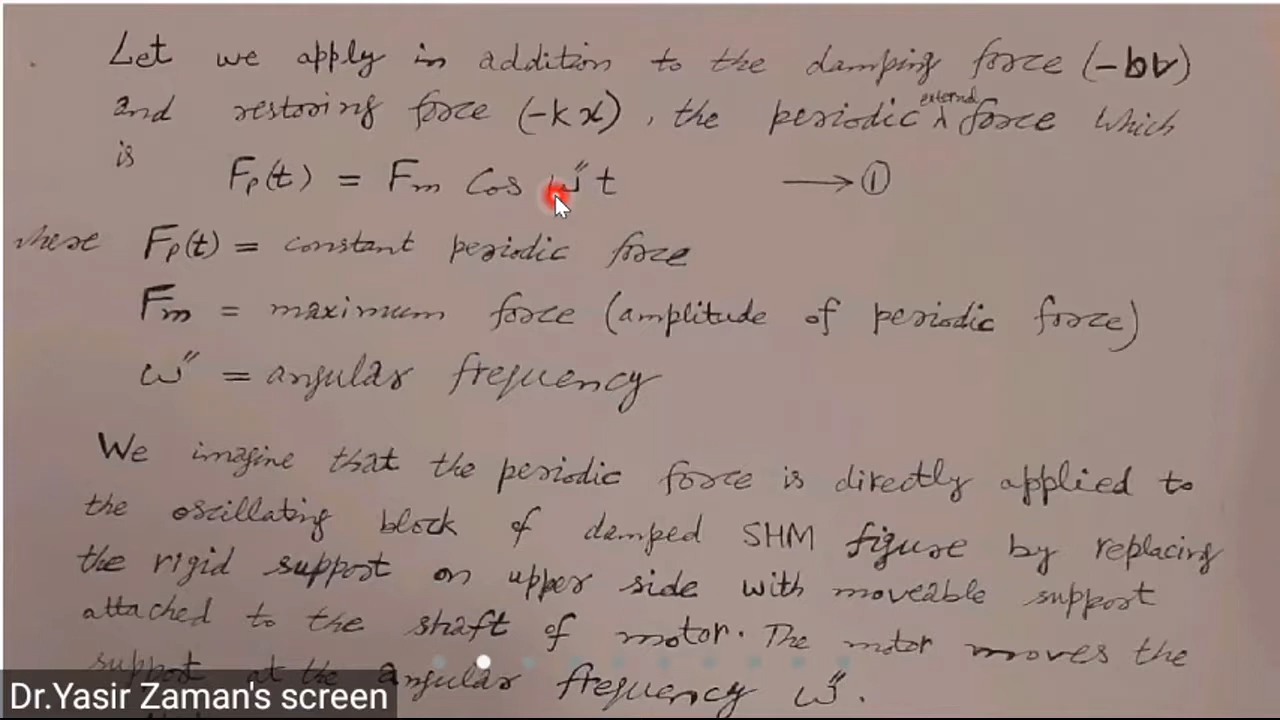 Let we apply in addition to the damping force (-bv)
and restoring force (-kx), the periodic external force which
is
Fp(t) = Fm Cos ω″t → ①
where Fp(t) = constant periodic force
Fm = maximum force (amplitude of periodic force)
ω″ = angular frequency
We imagine that the periodic force is directly applied to
the oscillating block of damped SHM figure by replacing
the rigid support on upper side with moveable support
attached to the shaft of motor. The motor moves the
support at the angular frequency ω″.
Dr.Yasir Zaman's screen